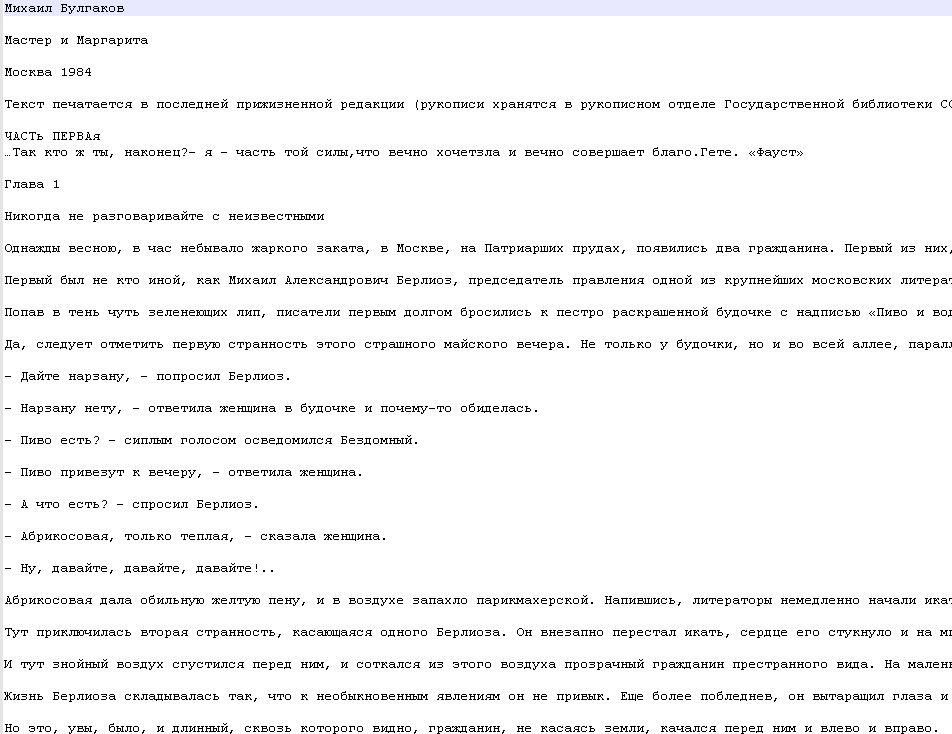 Михаил Булгаков
Мастер и Маргарита
Москва 1984
Текст печатается в последней прижизненной редакции (рукописи хранятся в рукописном отделе Государственной библиотеки
ЧАСТЬ ПЕРВАя
…Так кто ж ты, наконец?– я – часть той силы,что вечно хочетзла и вечно совершает благо.Гете. «Фауст»
Глава 1
Никогда не разговаривайте с неизвестными
Однажды весною, в час небывало жаркого заката, в Москве, на Патриарших прудах, появились два гражданина. Первый из них,
Первый был не кто иной, как Михаил Александрович Берлиоз, председатель правления одной из крупнейших московских
Попав в тень чуть зеленеющих лип, писатели первым долгом бросились к пестро раскрашенной будочке с надписью «Пиво и
Да, следует отметить первую странность этого страшного майского вечера. Не только у будочки, но и во всей аллее,
– Дайте нарзану, – попросил Берлиоз.
– Нарзану нету, – ответила женщина в будочке и почему–то обиделась.
– Пиво есть? – сиплым голосом осведомился Бездомный.
– Пиво привезут к вечеру, – ответила женщина.
– А что есть? – спросил Берлиоз.
– Абрикосовая, только теплая, – сказала женщина.
– Ну, давайте, давайте, давайте!..
Абрикосовая дала обильную желтую пену, и в воздухе запахло парикмахерской. Напившись, литераторы немедленно начали
Тут приключилась вторая странность, касающаяся одного Берлиоза. Он внезапно перестал икать, сердце его стукнуло и на
И тут знойный воздух сгустился перед ним, и соткался из этого воздуха прозрачный гражданин престранного вида. На
Жизнь Берлиоза складывалась так, что к необыкновенным явлениям он не привык. Еще более побледнев, он вытаращил глаза и
Но это, увы, было, и длинный, сквозь которого видно, гражданин, не касаясь земли, качался перед ним и влево и вправо.